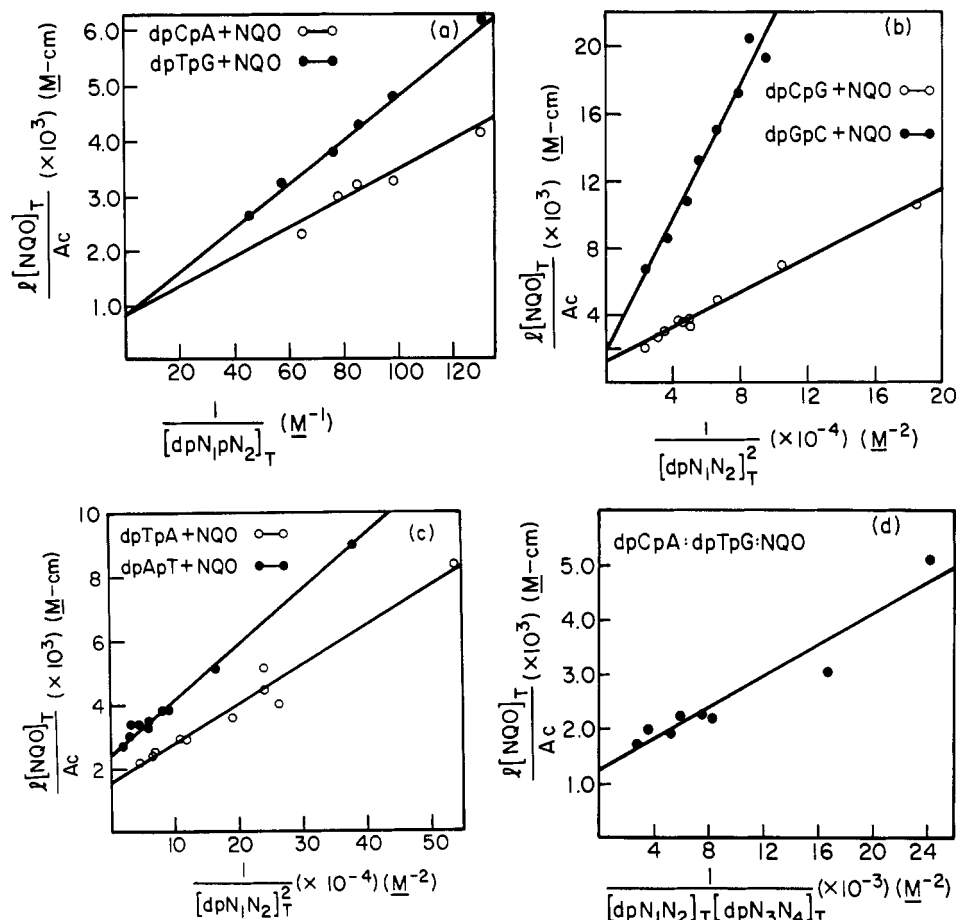 (a)
dpCpA+NQO
dpTpG+NQO
6.0
5.0
4.0
3.0
2.0
1.0
20 40 60 80 100 120
ℓ[NQO]T / Ac (×10³) (M-cm)
1 / [dpN₁pN₂]T (M⁻¹)
(b)
dpCpG+NQO
dpGpC+NQO
20
16
12
8
4
4 8 12 16 20
ℓ[NQO]T / Ac (×10³) (M-cm)
1 / [dpN₁N₂]²T (×10⁻⁴) (M⁻²)
(c)
dpTpA+NQO
dpApT+NQO
10
8
6
4
2
10 20 30 40 50
ℓ[NQO]T / Ac (×10³) (M-cm)
1 / [dpN₁N₂]²T (×10⁻⁴) (M⁻²)
(d)
dpCpA:dpTpG:NQO
5.0
4.0
3.0
2.0
1.0
4 8 12 16 20 24
ℓ[NQO]T / Ac (×10³) (M-cm)
1 / [dpN₁N₂]T[dpN₃N₄]T (×10⁻³) (M⁻²)